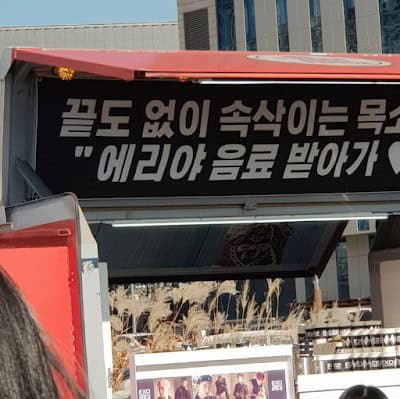 끝도 없이 속삭이는 목소
" 에리야 음료 받아가 ♥